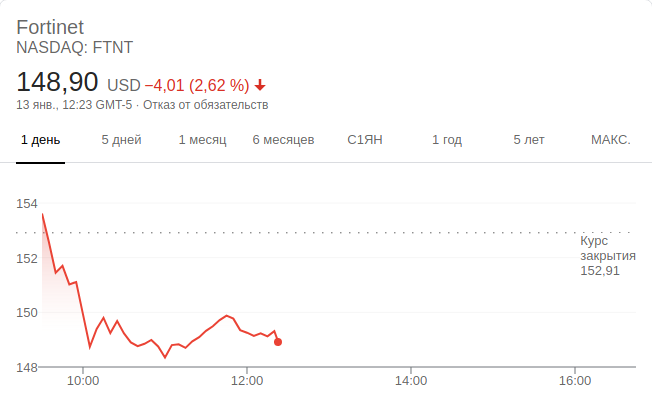 Fortinet
NASDAQ: FTNT
148,90 USD −4,01 (2,62 %)
13 янв., 12:23 GMT-5 · Отказ от обязательств
1 день 5 дней 1 месяц 6 месяцев С1ЯН 1 год 5 лет МАКС.
154
152
150
148
Курс
закрытия
152,91
10:00 12:00 14:00 16:00